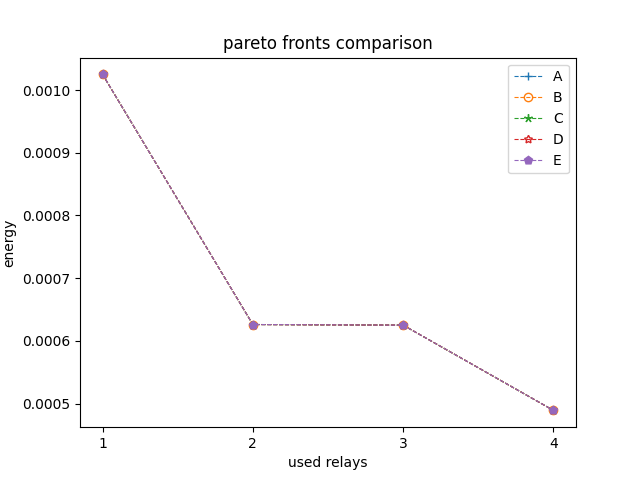 pareto fronts comparison
0.0010
0.0009
0.0008
0.0007
0.0006
0.0005
energy
1
2
3
4
used relays
A
B
C
D
E